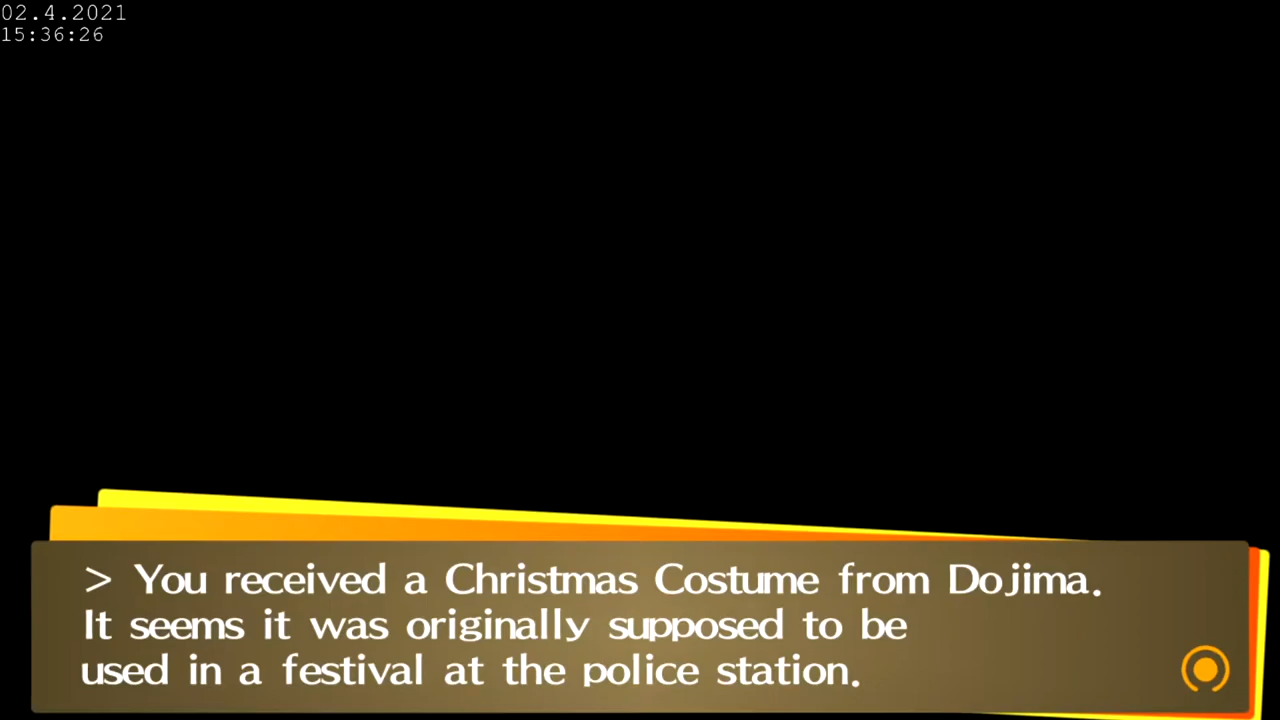 02.4.2021
15:36:26
> You received a Christmas Costume from Dojima.
It seems it was originally supposed to be
used in a festival at the police station.